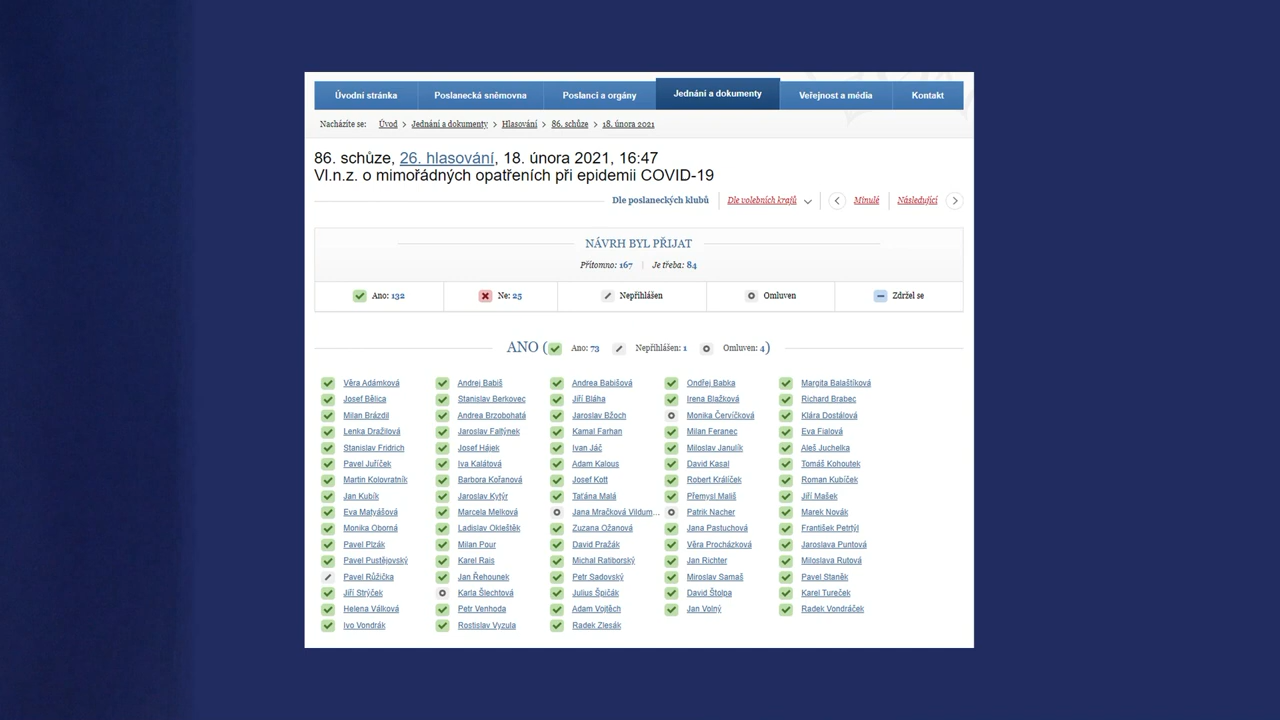 Úvodní stránka Poslanecká sněmovna Poslanci a orgány Jednání a dokumenty Veřejnost a média Kontakt
Nacházíte se: Úvod > Jednání a dokumenty > Hlasování > 86. schůze > 18. února 2021
86. schůze, 26. hlasování, 18. února 2021, 16:47
Vl.n.z. o mimořádných opatřeních při epidemii COVID-19
Dle poslaneckých klubů Dle volebních krajů Minulé Následující
NÁVRH BYL PŘIJAT
Přítomno: 167 | Je třeba: 84
Ano: 132 Ne: 25 Nepřihlášen Omluven Zdržel se
ANO ( Ano: 73 Nepřihlášen: 1 Omluven: 4)
Věra Adámková Andrej Babiš Andrea Babišová Ondřej Babka Margita Balaštíková
Josef Bělica Stanislav Berkovec Jiří Bláha Irena Blažková Richard Brabec
Milan Brázdil Andrea Brzobohatá Jaroslav Bžoch Monika Červíčková Klára Dostálová
Lenka Dražilová Jaroslav Faltýnek Kamal Farhan Milan Feranec Eva Fialová
Stanislav Fridrich Josef Hájek Ivan Jáč Miloslav Janulík Aleš Juchelka
Pavel Juříček Iva Kalátová Adam Kalous David Kasal Tomáš Kohoutek
Martin Kolovratník Barbora Kořanová Josef Kott Robert Králíček Roman Kubíček
Jan Kubík Jaroslav Kytýr Taťána Malá Přemysl Mališ Jiří Mašek
Eva Matyášová Marcela Melková Jana Mračková Vildum... Patrik Nacher Marek Novák
Monika Oborná Ladislav Okleštěk Zuzana Ožanová Jana Pastuchová František Petrtýl
Pavel Plzák Milan Pour David Pražák Věra Procházková Jaroslava Puntová
Pavel Pustějovský Karel Rais Michal Ratiborský Jan Richter Miloslava Rutová
Pavel Růžička Jan Řehounek Petr Sadovský Miroslav Samaš Pavel Staněk
Jiří Strýček Karla Šlechtová Julius Špičák David Štolpa Karel Tureček
Helena Válková Petr Venhoda Adam Vojtěch Jan Volný Radek Vondráček
Ivo Vondrák Rostislav Vyzula Radek Zlesák